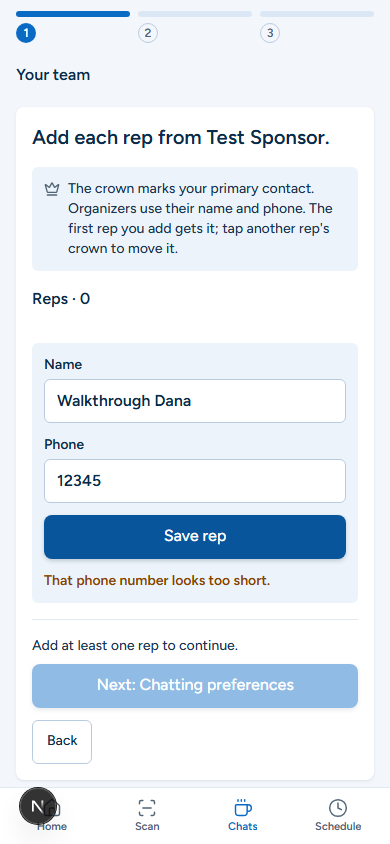 1
2
3
Your team
Add each rep from Test Sponsor.
The crown marks your primary contact.
Organizers use their name and phone. The
first rep you add gets it; tap another rep's
crown to move it.
Reps · 0
Name
Walkthrough Dana
Phone
12345
Save rep
That phone number looks too short.
Add at least one rep to continue.
Next: Chatting preferences
Back
N
Home
Scan
Chats
Schedule